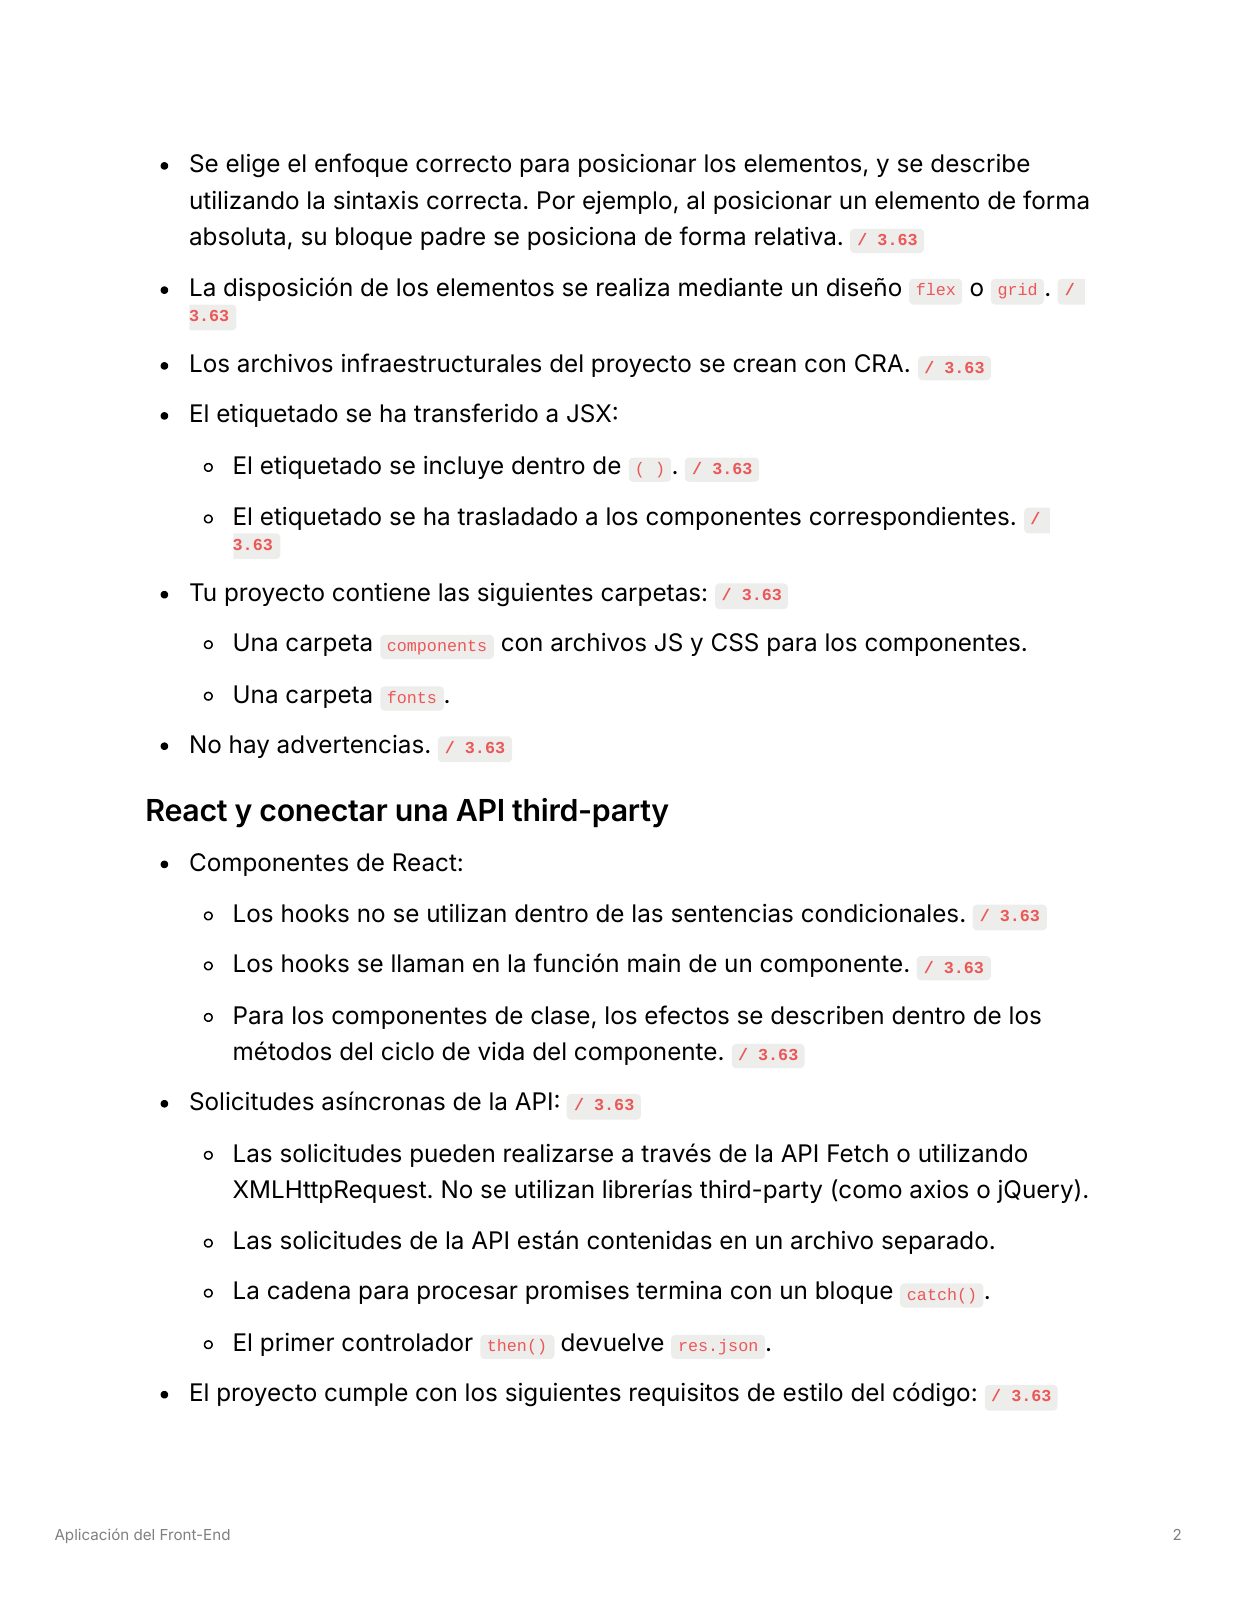 • Se elige el enfoque correcto para posicionar los elementos, y se describe
utilizando la sintaxis correcta. Por ejemplo, al posicionar un elemento de forma
absoluta, su bloque padre se posiciona de forma relativa. / 3.63
• La disposición de los elementos se realiza mediante un diseño flex o grid. /
3.63
• Los archivos infraestructurales del proyecto se crean con CRA. / 3.63
• El etiquetado se ha transferido a JSX:
◦ El etiquetado se incluye dentro de ( ). / 3.63
◦ El etiquetado se ha trasladado a los componentes correspondientes. /
3.63
• Tu proyecto contiene las siguientes carpetas: / 3.63
◦ Una carpeta components con archivos JS y CSS para los componentes.
◦ Una carpeta fonts.
• No hay advertencias. / 3.63
React y conectar una API third-party
• Componentes de React:
◦ Los hooks no se utilizan dentro de las sentencias condicionales. / 3.63
◦ Los hooks se llaman en la función main de un componente. / 3.63
◦ Para los componentes de clase, los efectos se describen dentro de los
métodos del ciclo de vida del componente. / 3.63
• Solicitudes asíncronas de la API: / 3.63
◦ Las solicitudes pueden realizarse a través de la API Fetch o utilizando
XMLHttpRequest. No se utilizan librerías third-party (como axios o jQuery).
◦ Las solicitudes de la API están contenidas en un archivo separado.
◦ La cadena para procesar promises termina con un bloque catch().
◦ El primer controlador then() devuelve res.json.
• El proyecto cumple con los siguientes requisitos de estilo del código: / 3.63
Aplicación del Front-End 2